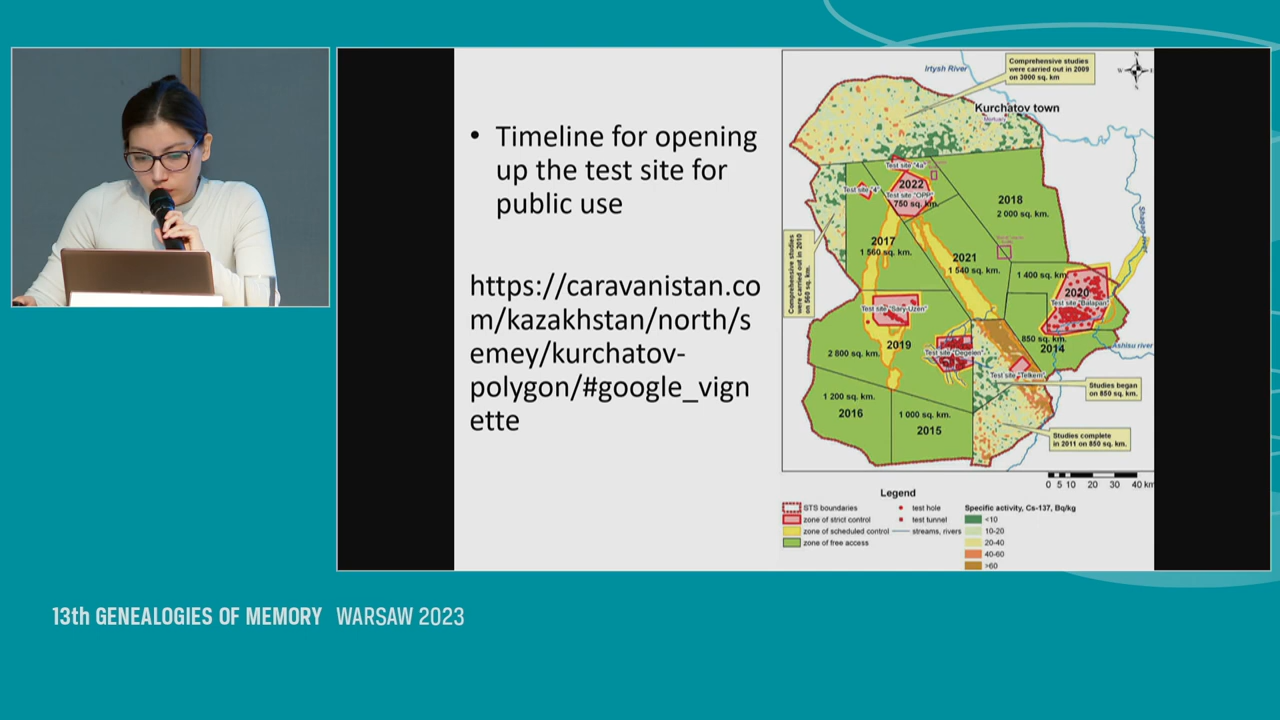 • Timeline for opening
up the test site for
public use
https://caravanistan.co
m/kazakhstan/north/s
emey/kurchatov-
polygon/#google_vign
ette
Irtysh River
Comprehensive studies
were carried out in 2009
on 3000 sq. km
Kurchatov town
Test site "4a"
Test site "4"
2022
Test site "OPP"
750 sq. km.
2018
2 000 sq. km.
Comprehensive studies
were carried out in 2010
on 560 sq. km.
2017
1 560 sq. km.
2021
1 540 sq. km.
1 400 sq. km
2020
Test site "Balapan"
Test site "Sary-Uzen"
2019
2 800 sq. km.
Test site "Degelen"
850 sq. km.
2014
Ashisu river
Test site "Telkem"
Studies began
on 850 sq. km.
1 200 sq. km.
2016
1 000 sq. km.
2015
Studies complete
in 2011 on 850 sq. km.
0 5 10 20 30 40 km
Legend
STS boundaries
zone of strict control
zone of scheduled control
zone of free access
test hole
test tunnel
streams, rivers
Specific activity, Cs-137, Bq/kg
<10
10-20
20-40
40-60
>60
13th GENEALOGIES OF MEMORY WARSAW 2023